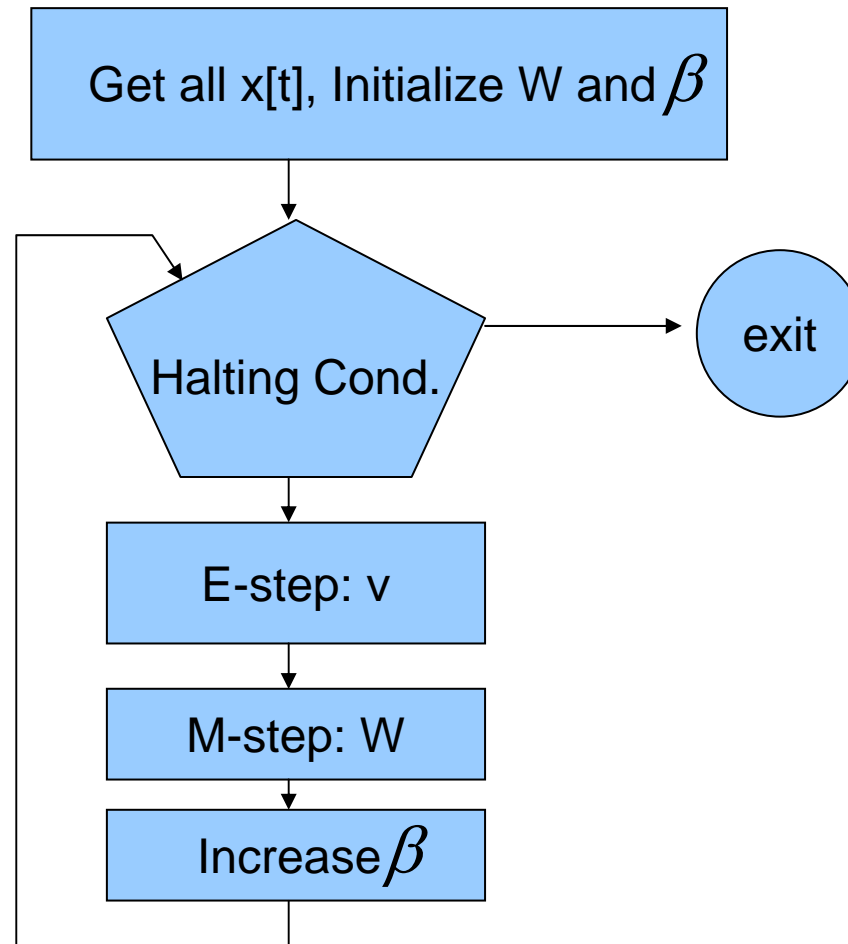 Get all x[t], Initialize W and β
Halting Cond.
exit
E-step: v
M-step: W
Increase β